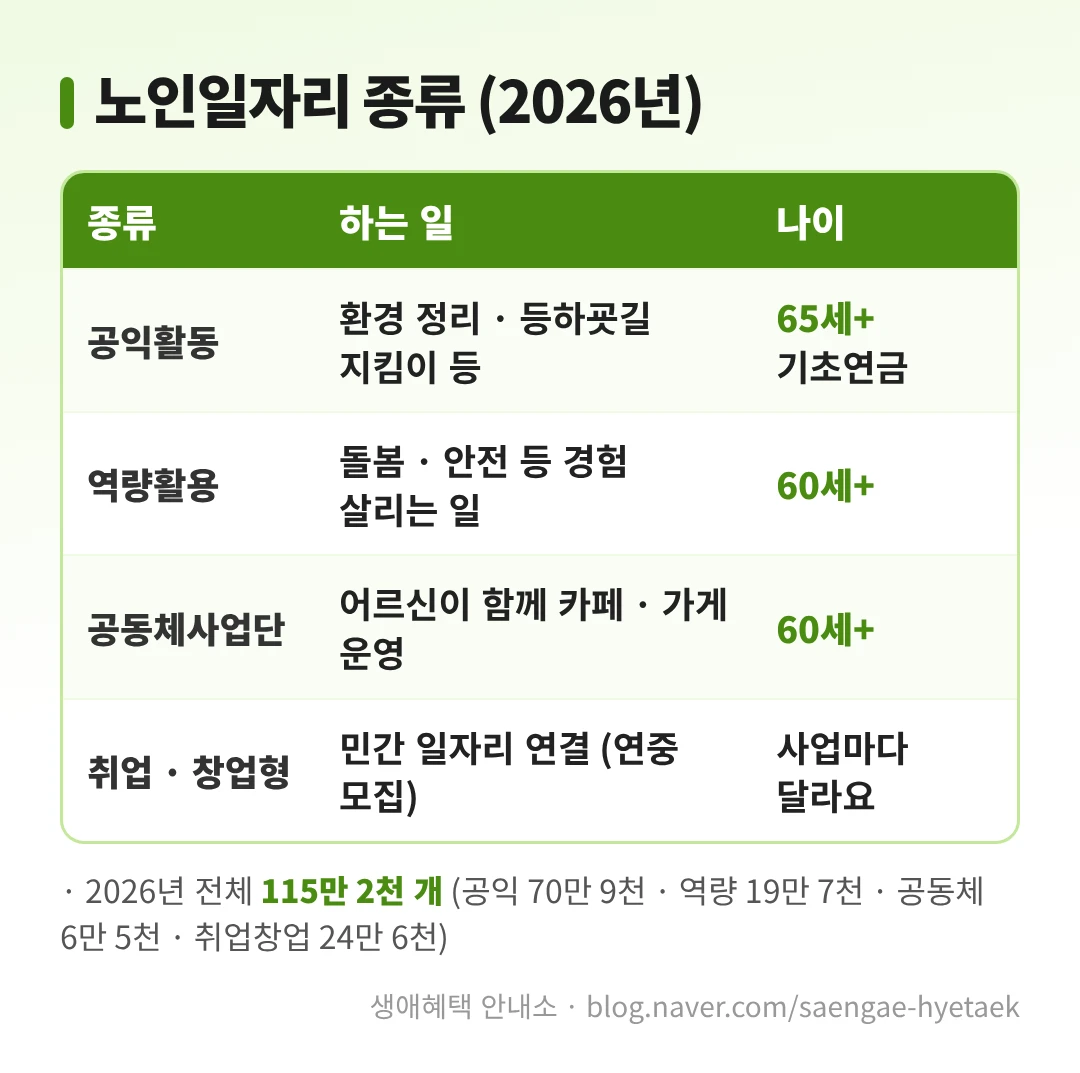 노인일자리 종류 (2026년)
종류 하는 일 나이
공익활동
환경 정리 · 등하굣길
지킴이 등
65세+
기초연금
역량활용
돌봄 · 안전 등 경험
살리는 일
60세+
공동체사업단
어르신이 함께 카페 · 가게
운영
60세+
취업 · 창업형
민간 일자리 연결 (연중
모집)
사업마다
달라요
· 2026년 전체 115만 2천 개 (공익 70만 9천 · 역량 19만 7천 · 공동체
6만 5천 · 취업창업 24만 6천)
생애혜택 안내소 · blog.naver.com/saengae-hyetaek